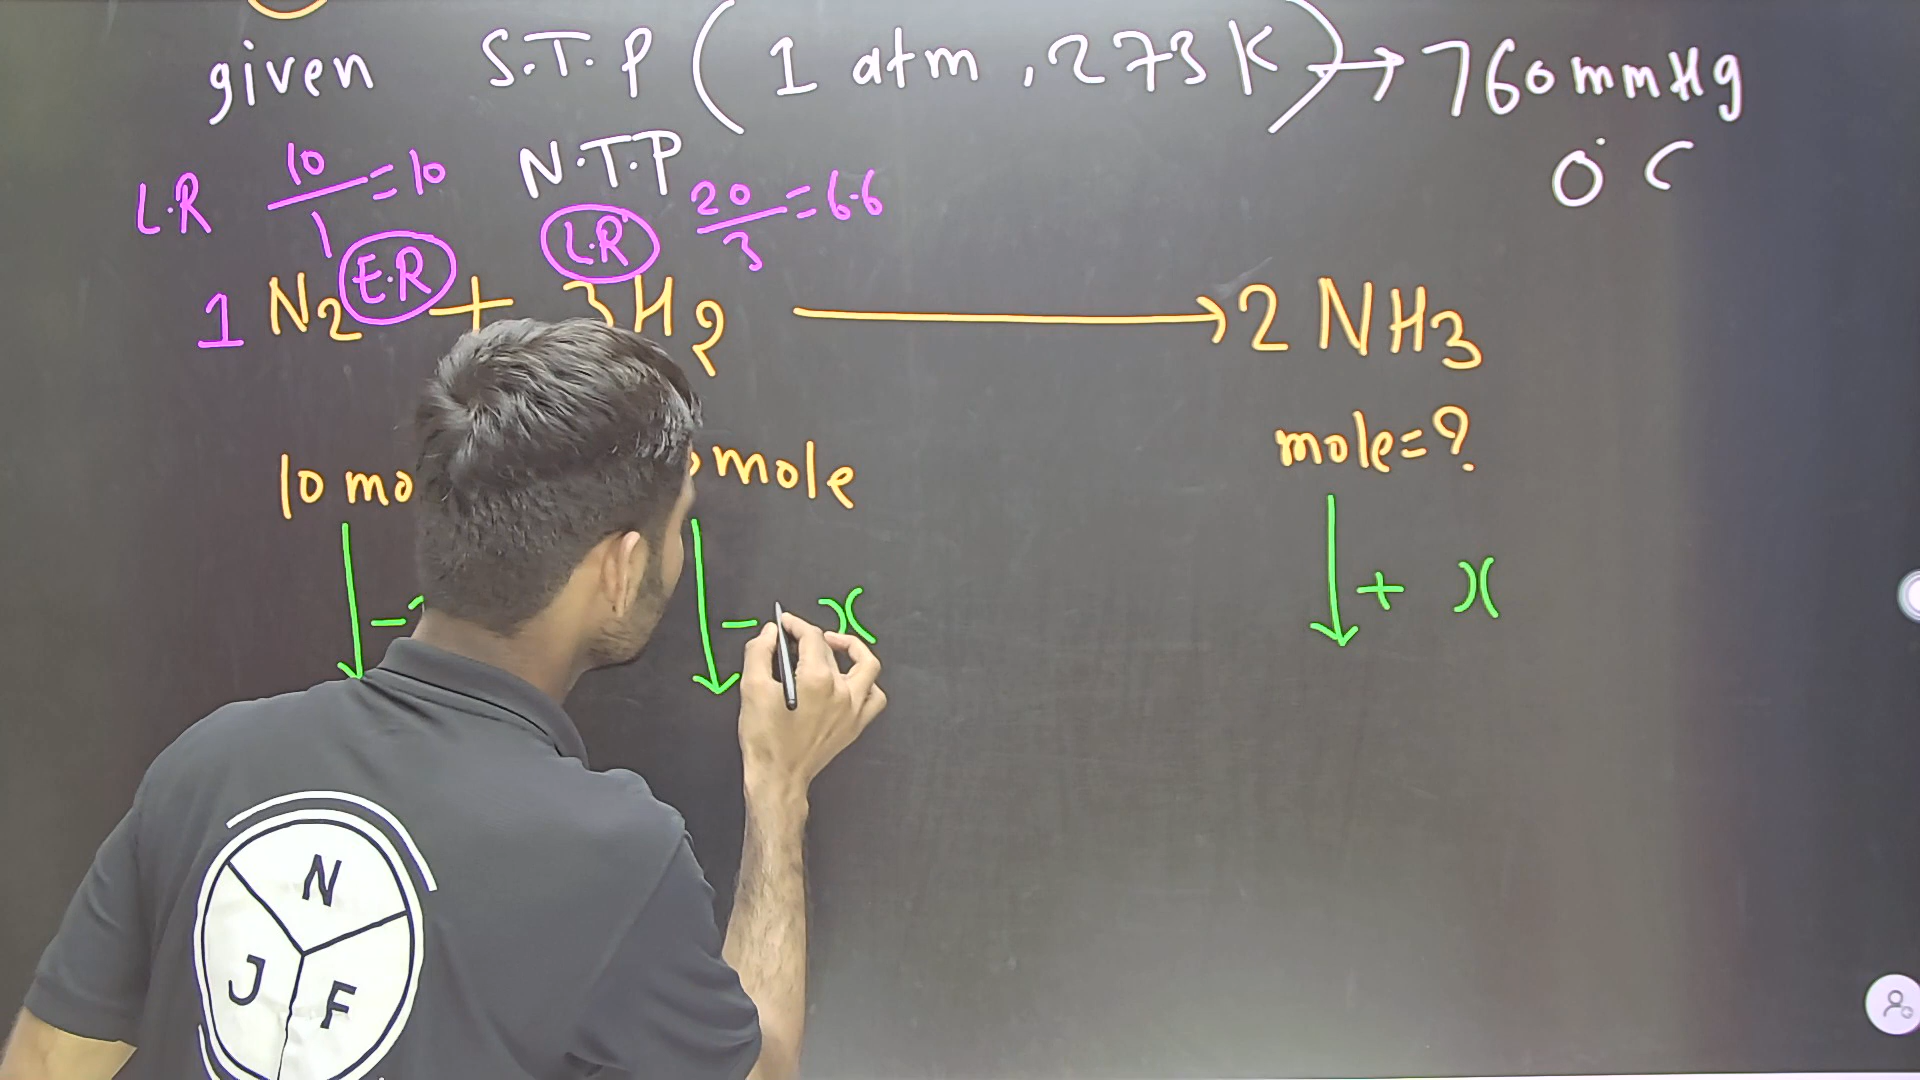 given S.T.P ( 1 atm , 273 K ) → 760 mmHg
N.T.P 0°C
L.R 10/1 = 10 L.R 20/3 = 6.6
E.R
1 N2 + 3H2 → 2 NH3
10 mo mole mole = ?
- - x + x
N
J F